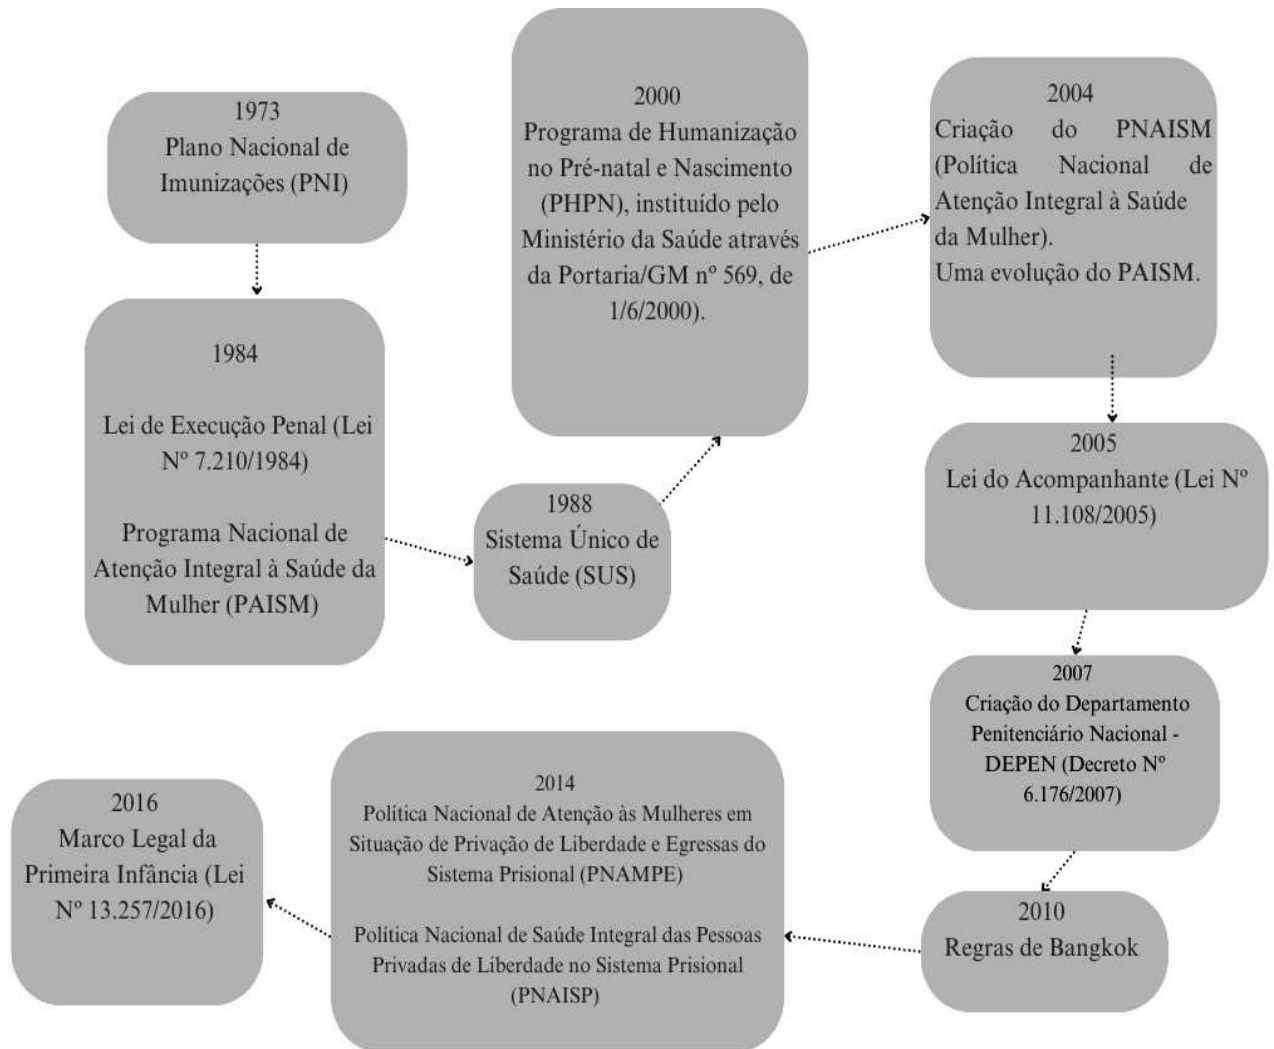 1973
Plano Nacional de
Imunizações (PNI)
1984
Lei de Execução Penal (Lei
Nº 7.210/1984)
Programa Nacional de
Atenção Integral à Saúde da
Mulher (PAISM)
1988
Sistema Único de
Saúde (SUS)
2000
Programa de Humanização
no Pré-natal e Nascimento
(PHPN), instituído pelo
Ministério da Saúde através
da Portaria/GM nº 569, de
1/6/2000).
2004
Criação do PNAISM
(Política Nacional de
Atenção Integral à Saúde
da Mulher).
Uma evolução do PAISM.
2005
Lei do Acompanhante (Lei Nº
11.108/2005)
2007
Criação do Departamento
Penitenciário Nacional -
DEPEN (Decreto Nº
6.176/2007)
2010
Regras de Bangkok
2014
Política Nacional de Atenção às Mulheres em
Situação de Privação de Liberdade e Egressas do
Sistema Prisional (PNAMPE)
Política Nacional de Saúde Integral das Pessoas
Privadas de Liberdade no Sistema Prisional
(PNAISP)
2016
Marco Legal da
Primeira Infância (Lei
Nº 13.257/2016)